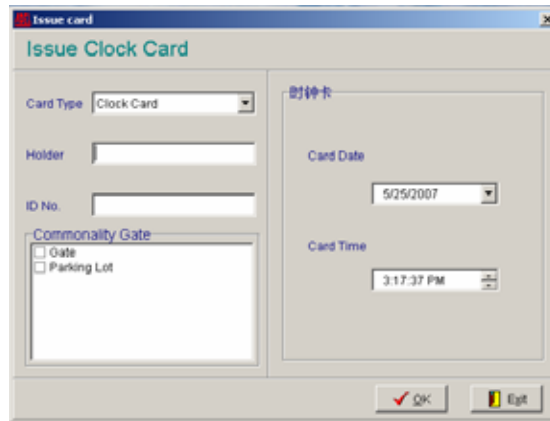 Issue card
Issue Clock Card
Card Type
Clock Card
Holder
ID No.
Commonality Gate
Gate
Parking Lot
时钟卡
Card Date
5/25/2007
Card Time
3:17:37 PM
OK
Exit